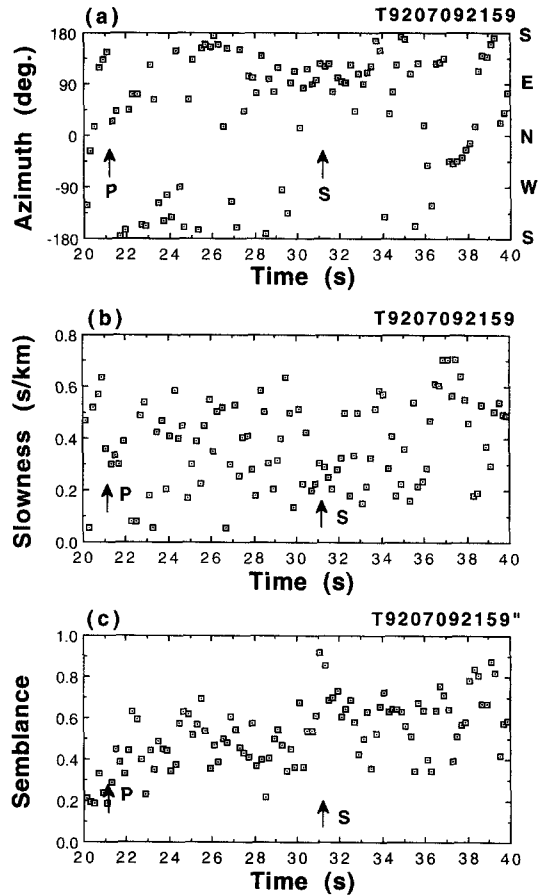 (a) T9207092159
180 S
90 E
0 N
-90 W
-180 S
Azimuth (deg.)
P S
20 22 24 26 28 30 32 34 36 38 40
Time (s)
(b) T9207092159
0.8
0.6
0.4
0.2
0.0
Slowness (s/km)
P S
20 22 24 26 28 30 32 34 36 38 40
Time (s)
(c) T9207092159"
1.0
0.8
0.6
0.4
0.2
0.0
Semblance
P S
20 22 24 26 28 30 32 34 36 38 40
Time (s)